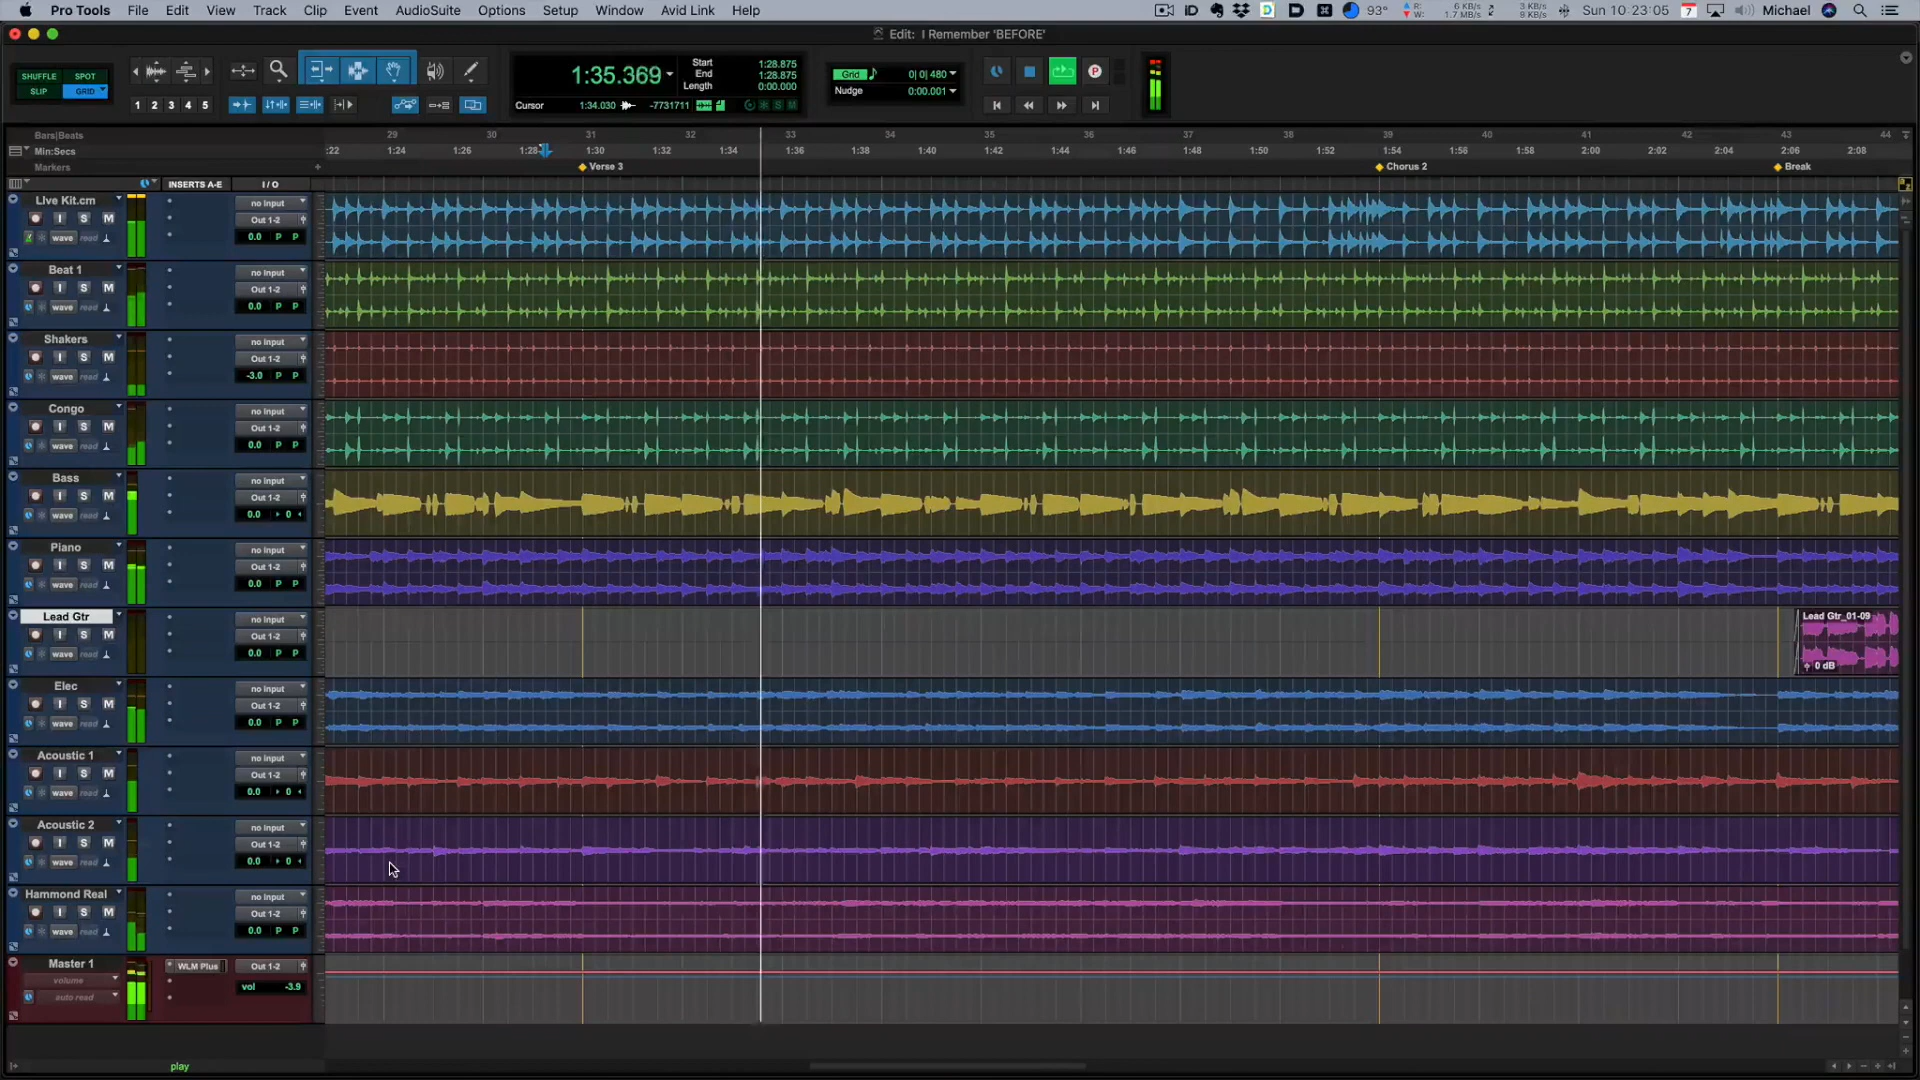 Pro Tools File Edit View Track Clip Event AudioSuite Options Setup Window Avid Link Help
93° 6 KB/s 1.7 MB/s 3 KB/s 9 KB/s Sun 10:23:05 7 Michael
Edit: I Remember 'BEFORE'
SHUFFLE SPOT
SLIP GRID
1 2 3 4 5
1:35.369
Start 1:28.875
End 1:28.875
Length 0:00.000
Cursor 1:34.030 -7731711
Grid 0| 0| 480
Nudge 0:00.001
Bars|Beats 29 30 31 32 33 34 35 36 37 38 39 40 41 42 43 44
Min:Secs :22 1:24 1:26 1:28 1:30 1:32 1:34 1:36 1:38 1:40 1:42 1:44 1:46 1:48 1:50 1:52 1:54 1:56 1:58 2:00 2:02 2:04 2:06 2:08
Markers + Verse 3 Chorus 2 Break
INSERTS A-E I / O
LIve Kit.cm no input
I S M Out 1-2
wave read 0.0 P P
Beat 1 no input
I S M Out 1-2
wave read 0.0 P P
Shakers no input
I S M Out 1-2
wave read -3.0 P P
Congo no input
I S M Out 1-2
wave read 0.0 P P
Bass no input
I S M Out 1-2
wave read 0.0 0
Piano no input
I S M Out 1-2
wave read 0.0 P P
Lead Gtr no input Lead Gtr_01-09
I S M Out 1-2
wave read 0.0 P P 0 dB
Elec no input
I S M Out 1-2
wave read 0.0 P P
Acoustic 1 no input
I S M Out 1-2
wave read 0.0 0
Acoustic 2 no input
I S M Out 1-2
wave read 0.0 0
Hammond Real no input
I S M Out 1-2
wave read 0.0 P P
Master 1 WLM Plus Out 1-2
volume vol -3.9
auto read
play